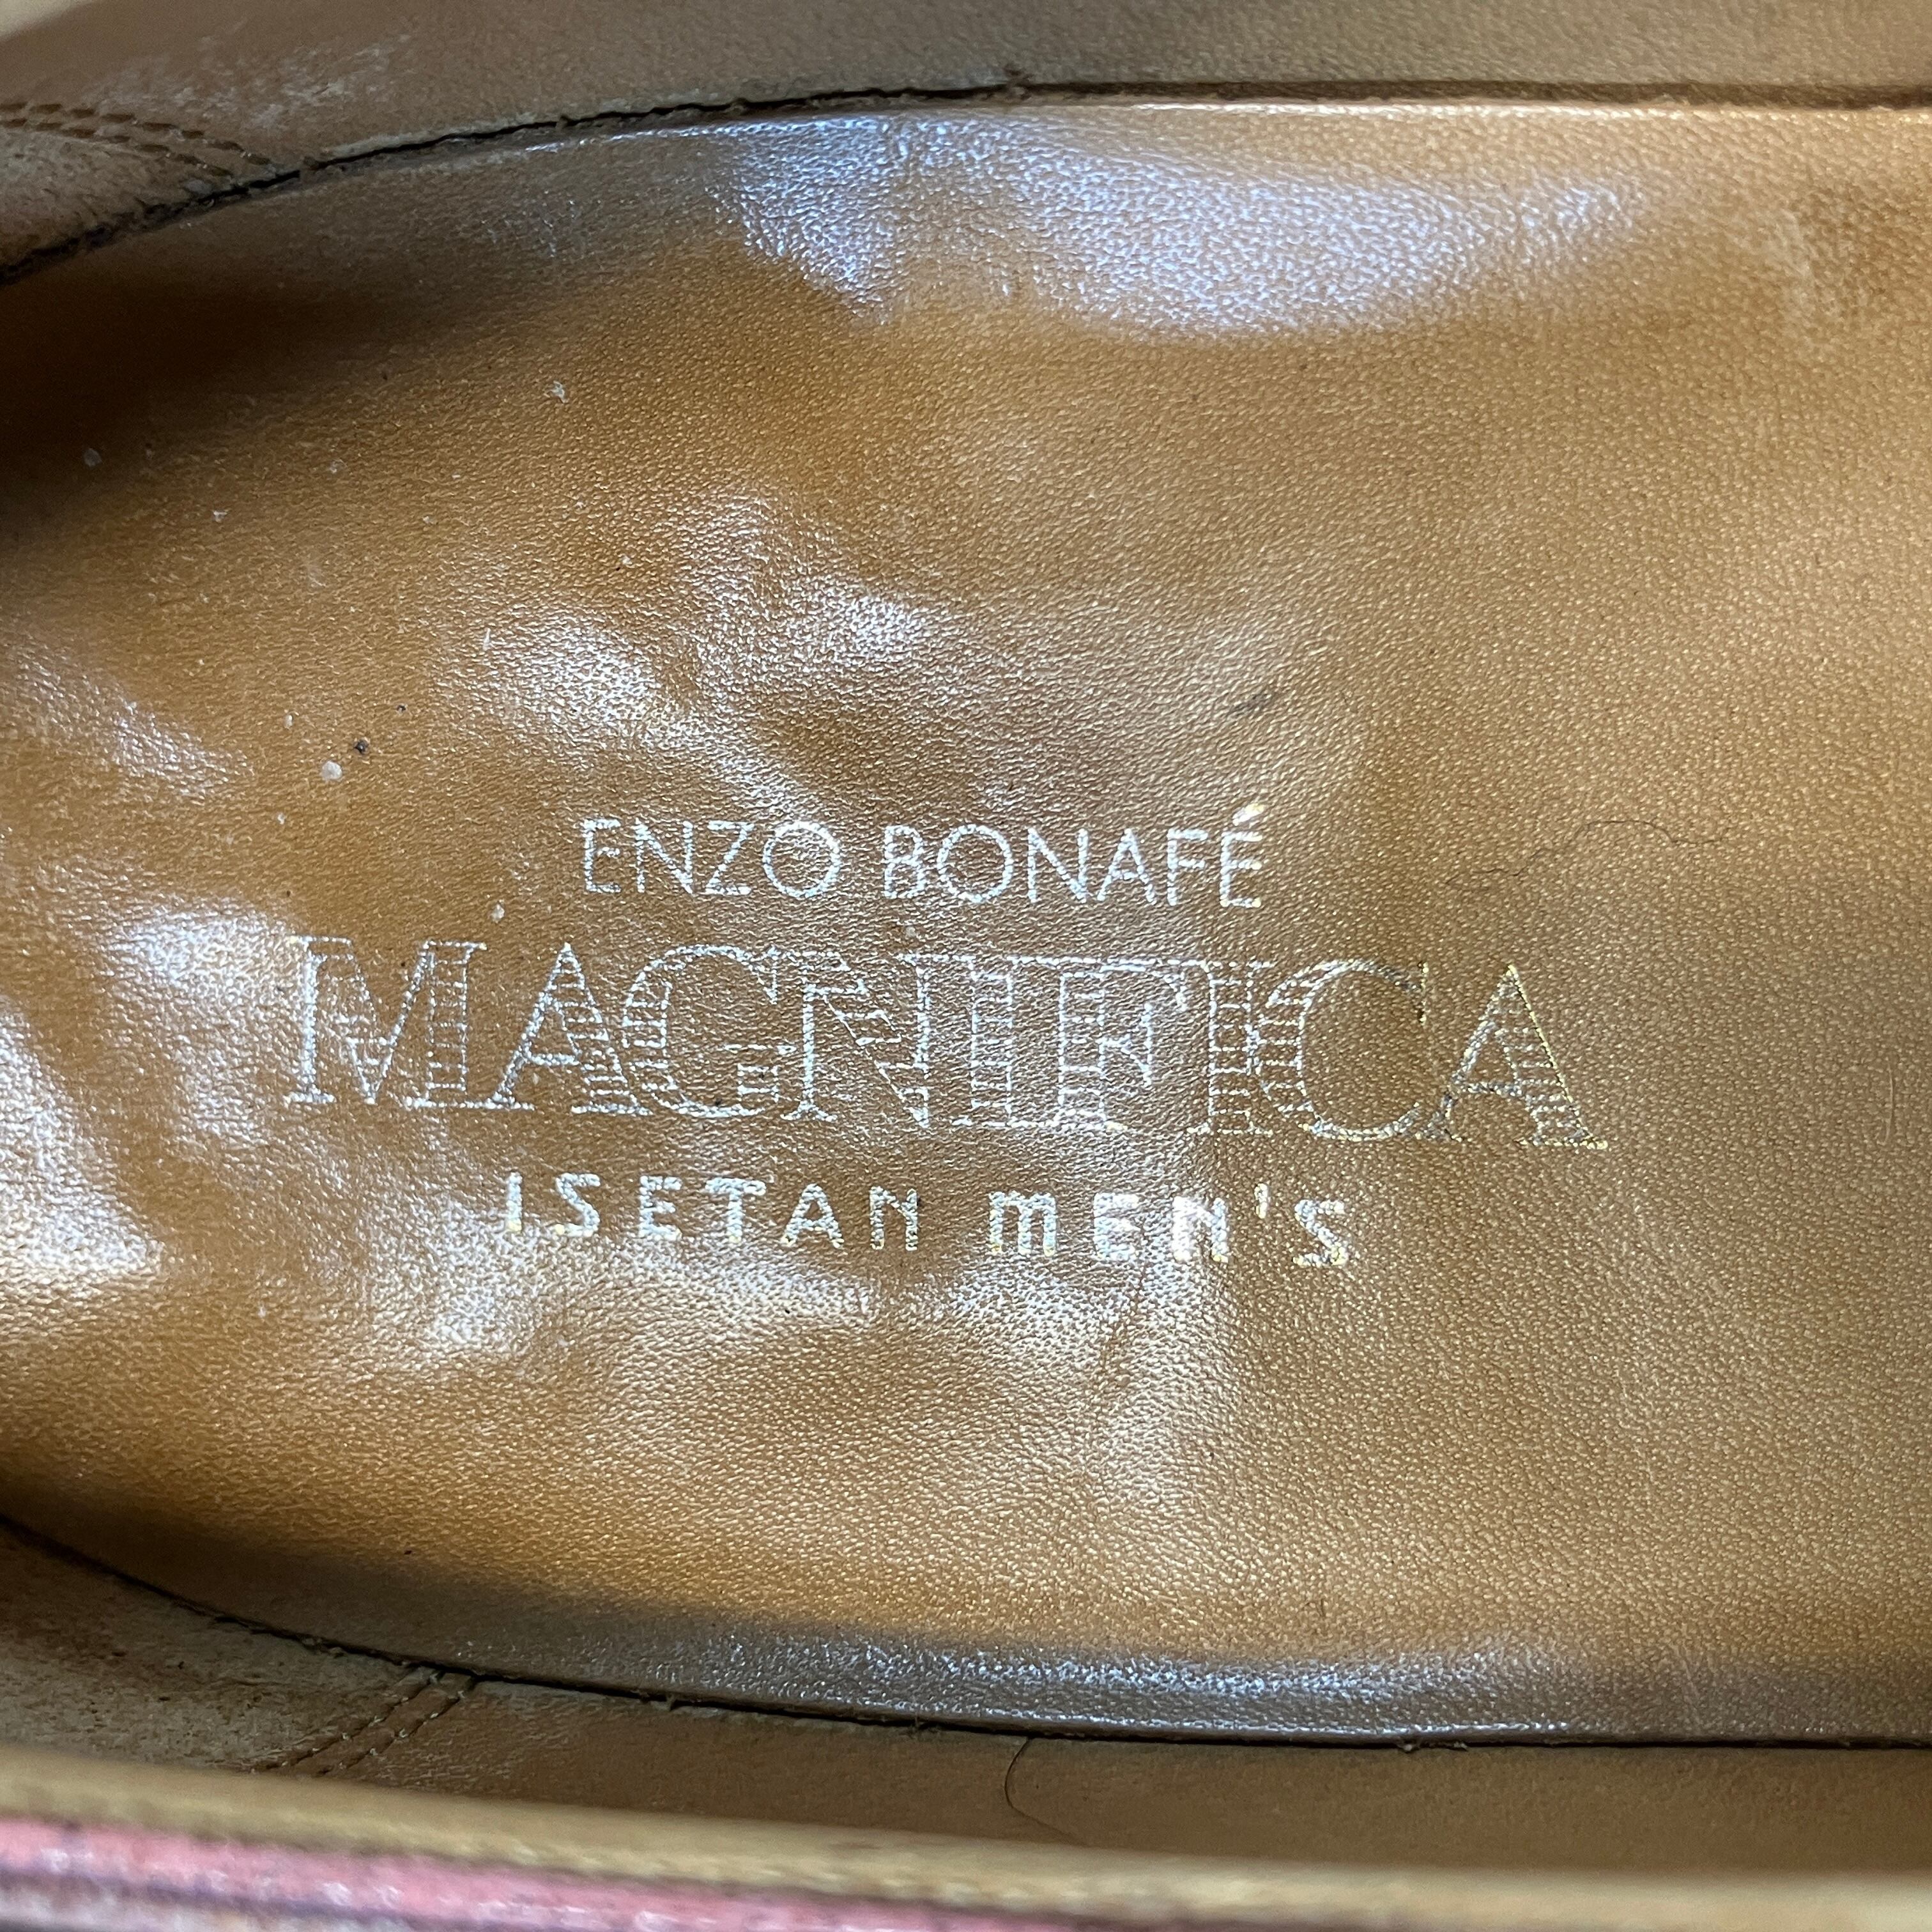 ENZO BONAFÉ
MAGNIFICA
ISETAN MEN'S